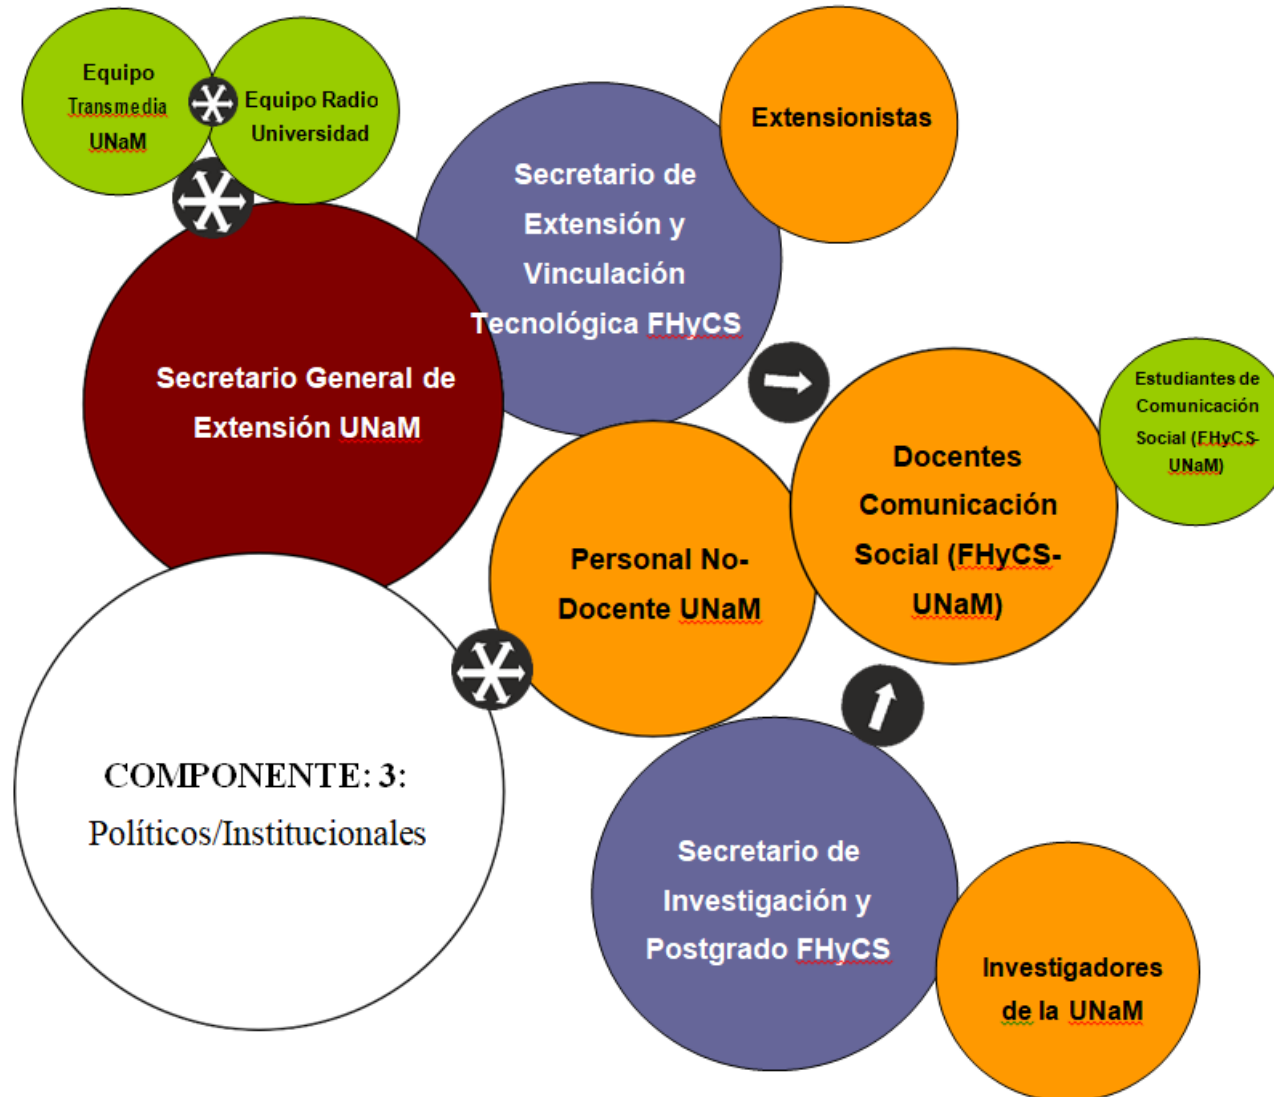 Equipo
Transmedia
UNaM
Equipo Radio
Universidad
Extensionistas
Secretario de
Extensión y
Vinculación
Tecnológica FHyCS
Secretario General de
Extensión UNaM
Estudiantes de
Comunicación
Social (FHyCS-
UNaM)
Docentes
Comunicación
Social (FHyCS-
UNaM)
Personal No-
Docente UNaM
COMPONENTE: 3:
Políticos/Institucionales
Secretario de
Investigación y
Postgrado FHyCS
Investigadores
de la UNaM